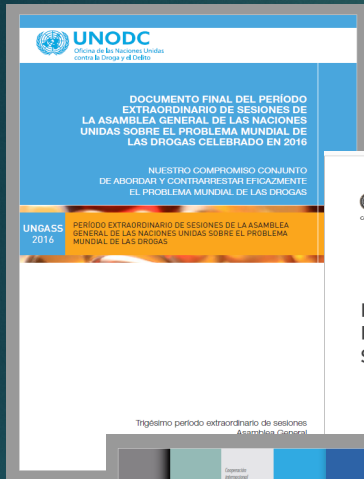 UNODC
Oficina de las Naciones Unidas
contra la Droga y el Delito
DOCUMENTO FINAL DEL PERÍODO
EXTRAORDINARIO DE SESIONES DE
LA ASAMBLEA GENERAL DE LAS NACIONES
UNIDAS SOBRE EL PROBLEMA MUNDIAL DE
LAS DROGAS CELEBRADO EN 2016
NUESTRO COMPROMISO CONJUNTO
DE ABORDAR Y CONTRARRESTAR EFICAZMENTE
EL PROBLEMA MUNDIAL DE LAS DROGAS
UNGASS
2016
PERÍODO EXTRAORDINARIO DE SESIONES DE LA ASAMBLEA
GENERAL DE LAS NACIONES UNIDAS SOBRE EL PROBLEMA
MUNDIAL DE LAS DROGAS
Trigésimo período extraordinario de sesiones
Asamblea General
Cooperación
internacional